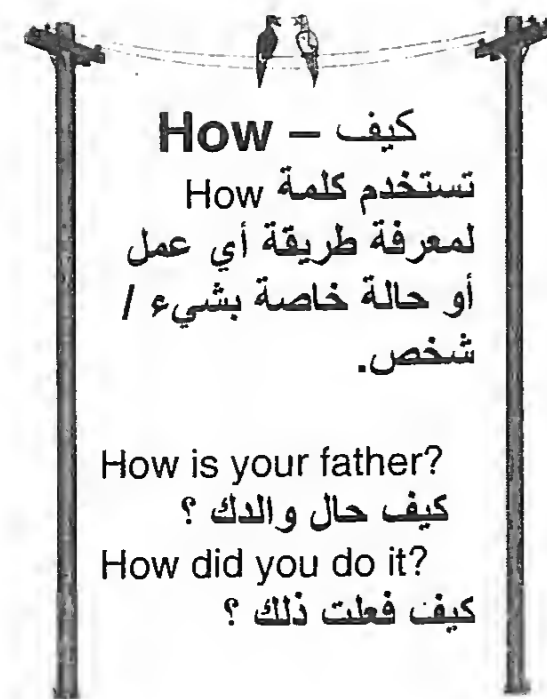 How – كيف
تستخدم كلمة How
لمعرفة طريقة أي عمل
أو حالة خاصة بشيء /
شخص.
How is your father?
كيف حال والدك ؟
How did you do it?
كيف فعلت ذلك ؟